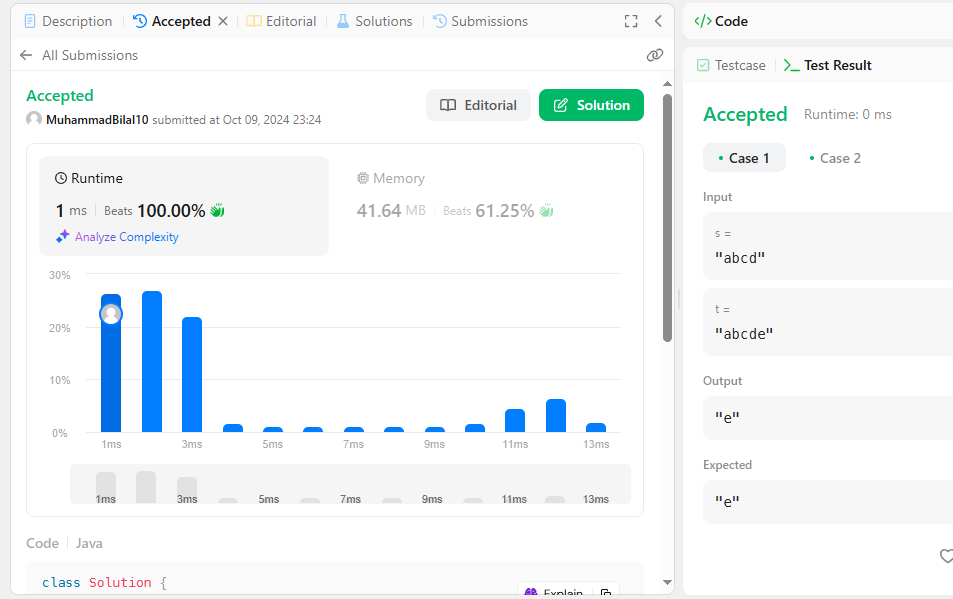 Description
Accepted
Editorial
Solutions
Submissions
All Submissions
Accepted
MuhammadBilal10 submitted at Oct 09, 2024 23:24
Editorial
Solution
Runtime
1 ms | Beats 100.00%
Analyze Complexity
Memory
41.64 MB | Beats 61.25%
30%
20%
10%
0%
1ms 3ms 5ms 7ms 9ms 11ms 13ms
1ms 3ms 5ms 7ms 9ms 11ms 13ms
Code | Java
class Solution {
Explain
</> Code
Testcase
Test Result
Accepted Runtime: 0 ms
• Case 1
• Case 2
Input
s =
"abcd"
t =
"abcde"
Output
"e"
Expected
"e"